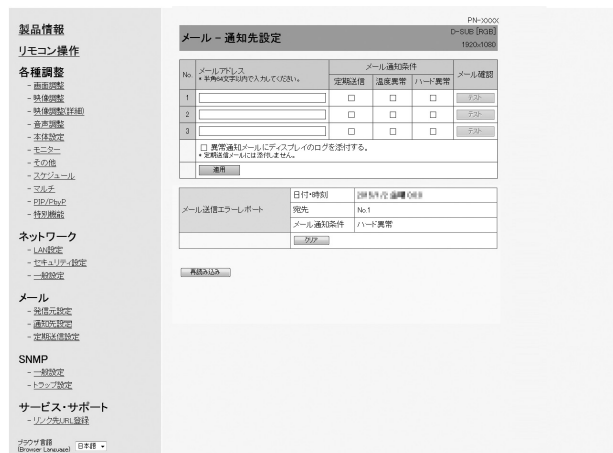 製品情報
リモコン操作
各種調整
- 画面調整
- 映像調整
- 映像調整(詳細)
- 音声調整
- 本体設定
- モニター
- その他
- スケジュール
- マルチ
- PIP/PbyP
- 特別機能
ネットワーク
- LAN設定
- セキュリティ設定
- 一般設定
メール
- 発信元設定
- 通知先設定
- 定期送信設定
SNMP
- 一般設定
- トラップ設定
サービス・サポート
- リンク先URL登録
ブラウザ言語
(Browser Language) 日本語
PN-xxxx
メール - 通知先設定
D-SUB [RGB]
1920x1080
No. メールアドレス
* 半角64文字以内で入力してください。
メール通知条件
定期送信 温度異常 ハード異常
メール確認
1 テスト
2 テスト
3 テスト
異常通知メールにディスプレイのログを添付する。
* 定期送信メールには添付しません。
適用
メール送信エラーレポート
日付・時刻
宛先 No.1
メール通知条件 ハード異常
クリア
再読み込み